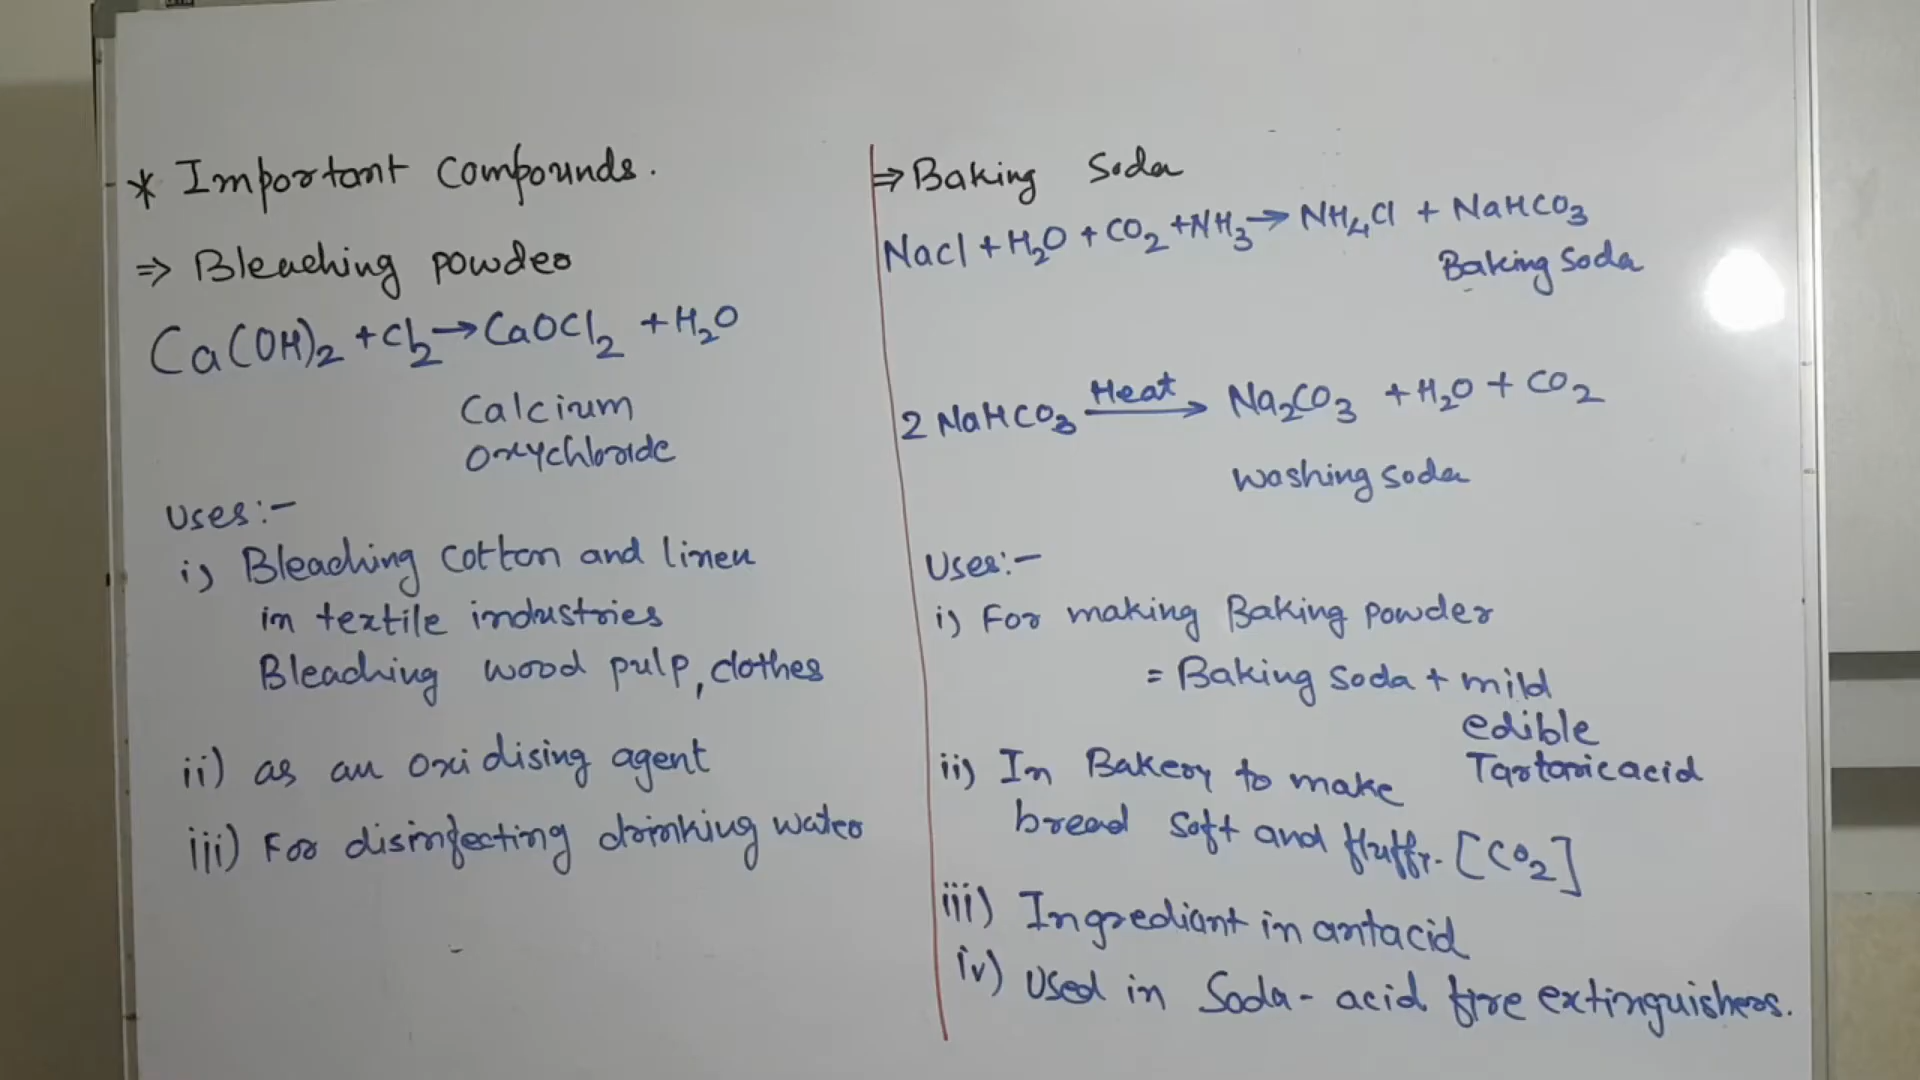 * Important Compounds.
⇒ Bleaching powder
Ca(OH)₂ + Cl₂ → CaOCl₂ + H₂O
Calcium
oxychloride
Uses:-
i) Bleaching cotton and linen
in textile industries
Bleaching wood pulp, clothes
ii) as an oxidising agent
iii) For disinfecting drinking water
⇒ Baking Soda
NaCl + H₂O + CO₂ + NH₃ → NH₄Cl + NaHCO₃
Baking Soda
2 NaHCO₃ Heat → Na₂CO₃ + H₂O + CO₂
Washing soda
Uses:-
i) For making Baking powder
= Baking soda + mild
edible
Tartaric acid
ii) In Bakery to make
bread soft and fluffy. [CO₂]
iii) Ingrediant in antacid
iv) Used in Soda-acid fire extinguishers.